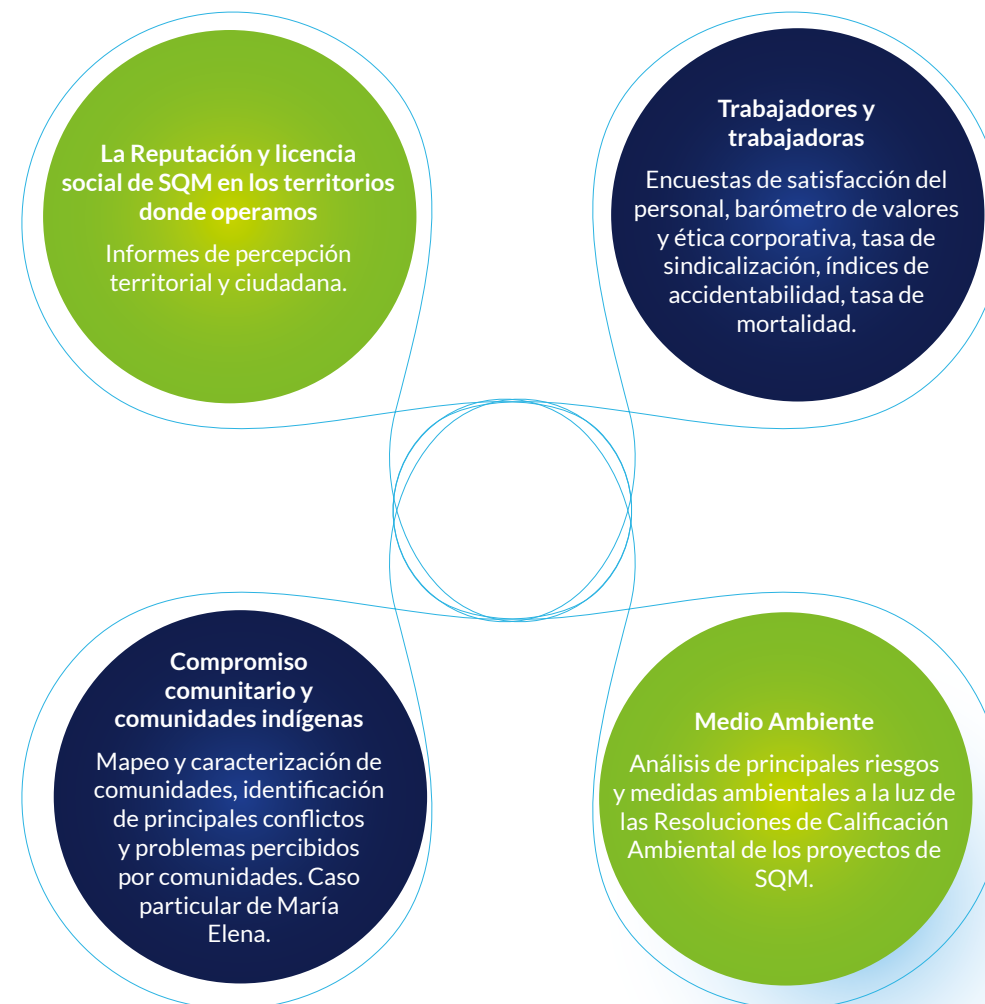 La Reputación y licencia
social de SQM en los territorios
donde operamos
Informes de percepción
territorial y ciudadana.
Trabajadores y
trabajadoras
Encuestas de satisfacción del
personal, barómetro de valores
y ética corporativa, tasa de
sindicalización, índices de
accidentabilidad, tasa de
mortalidad.
Compromiso
comunitario y
comunidades indígenas
Mapeo y caracterización de
comunidades, identificación
de principales conflictos
y problemas percibidos
por comunidades. Caso
particular de María
Elena.
Medio Ambiente
Análisis de principales riesgos
y medidas ambientales a la luz de
las Resoluciones de Calificación
Ambiental de los proyectos de
SQM.